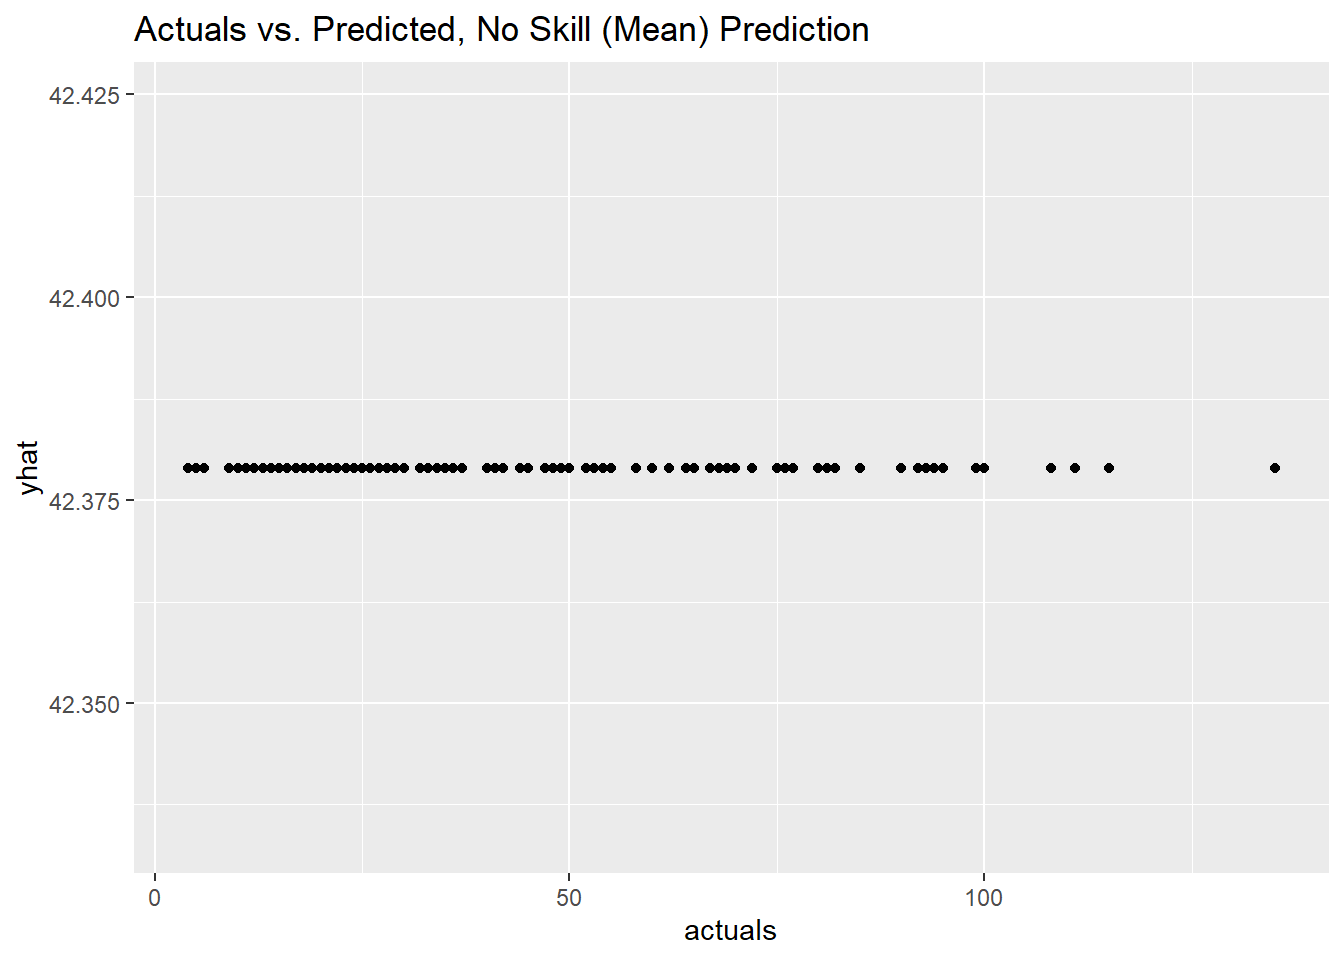 Actuals vs. Predicted, No Skill (Mean) Prediction
42.425
42.400
42.375
42.350
yhat
0
50
100
actuals